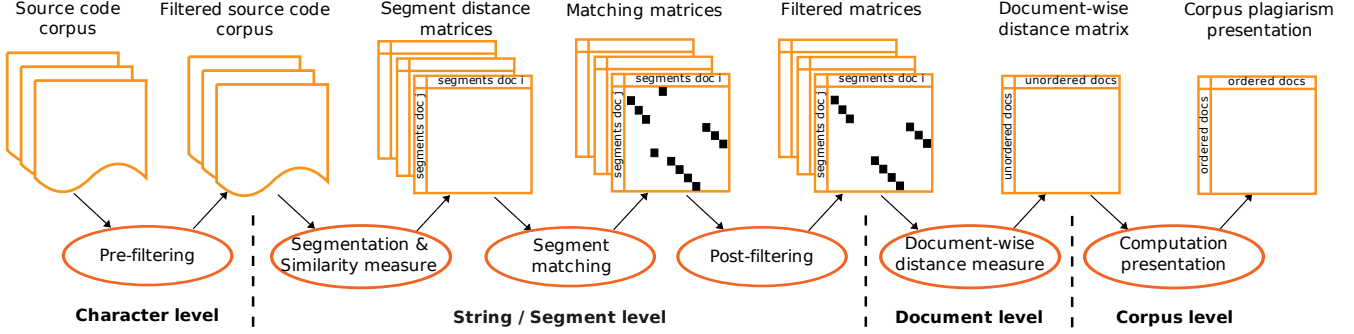 Source code
corpus
Filtered source code
corpus
Segment distance
matrices
Matching matrices
Filtered matrices
Document-wise
distance matrix
Corpus plagiarism
presentation
segments doc i
segments doc j
segments doc i
segments doc j
segments doc i
segments doc j
unordered docs
unordered docs
ordered docs
ordered docs
Pre-filtering
Segmentation &
Similarity measure
Segment
matching
Post-filtering
Document-wise
distance measure
Computation
presentation
Character level
String / Segment level
Document level
Corpus level